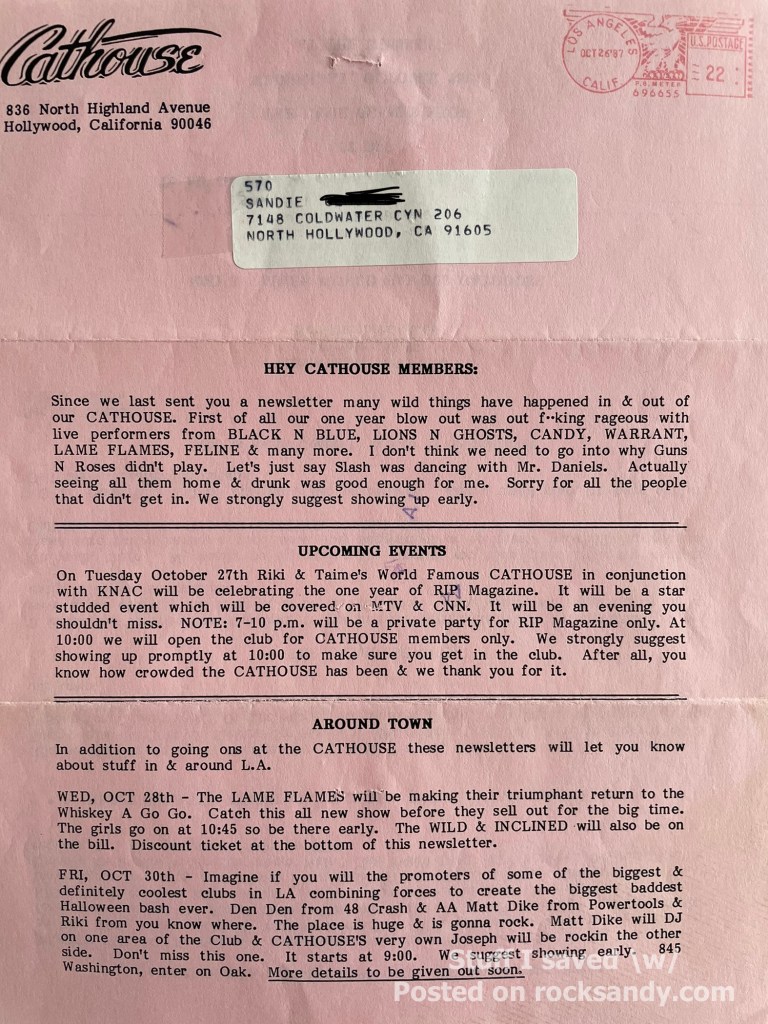 Cathouse
836 North Highland Avenue
Hollywood, California 90046
LOS ANGELES
OCT 26 '87
CALIF
U.S. POSTAGE
22
P.B. METER
696655
570
SANDIE
7148 COLDWATER CYN 206
NORTH HOLLYWOOD, CA 91605
HEY CATHOUSE MEMBERS:
Since we last sent you a newsletter many wild things have happened in & out of
our CATHOUSE. First of all our one year blow out was out f--king rageous with
live performers from BLACK N BLUE, LIONS N GHOSTS, CANDY, WARRANT,
LAME FLAMES, FELINE & many more. I don't think we need to go into why Guns
N Roses didn't play. Let's just say Slash was dancing with Mr. Daniels. Actually
seeing all them home & drunk was good enough for me. Sorry for all the people
that didn't get in. We strongly suggest showing up early.
UPCOMING EVENTS
On Tuesday October 27th Riki & Taime's World Famous CATHOUSE in conjunction
with KNAC will be celebrating the one year of RIP Magazine. It will be a star
studded event which will be covered on MTV & CNN. It will be an evening you
shouldn't miss. NOTE: 7-10 p.m. will be a private party for RIP Magazine only. At
10:00 we will open the club for CATHOUSE members only. We strongly suggest
showing up promptly at 10:00 to make sure you get in the club. After all, you
know how crowded the CATHOUSE has been & we thank you for it.
AROUND TOWN
In addition to going ons at the CATHOUSE these newsletters will let you know
about stuff in & around L.A.
WED, OCT 28th - The LAME FLAMES will be making their triumphant return to the
Whiskey A Go Go. Catch this all new show before they sell out for the big time.
The girls go on at 10:45 so be there early. The WILD & INCLINED will also be on
the bill. Discount ticket at the bottom of this newsletter.
FRI, OCT 30th - Imagine if you will the promoters of some of the biggest &
definitely coolest clubs in LA combining forces to create the biggest baddest
Halloween bash ever. Den Den from 48 Crash & AA Matt Dike from Powertools &
Riki from you know where. The place is huge & is gonna rock. Matt Dike will DJ
on one area of the Club & CATHOUSE'S very own Joseph will be rockin the other
side. Don't miss this one. It starts at 9:00. We suggest showing early. 845
Washington, enter on Oak. More details to be given out soon.
Stuff I saved \w/
Posted on rocksandy.com